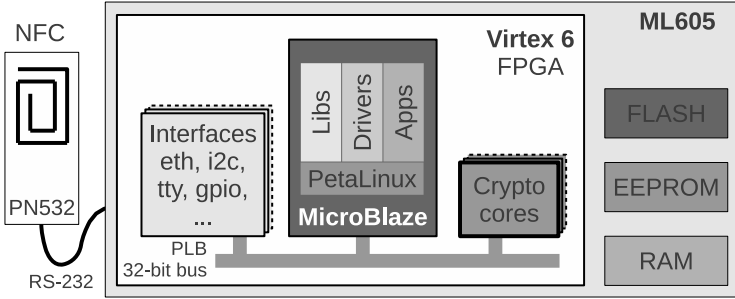 NFC
PN532
RS-232
ML605
Virtex 6
FPGA
Interfaces
eth, i2c,
tty, gpio,
...
Libs
Drivers
Apps
PetaLinux
MicroBlaze
Crypto
cores
PLB
32-bit bus
FLASH
EEPROM
RAM